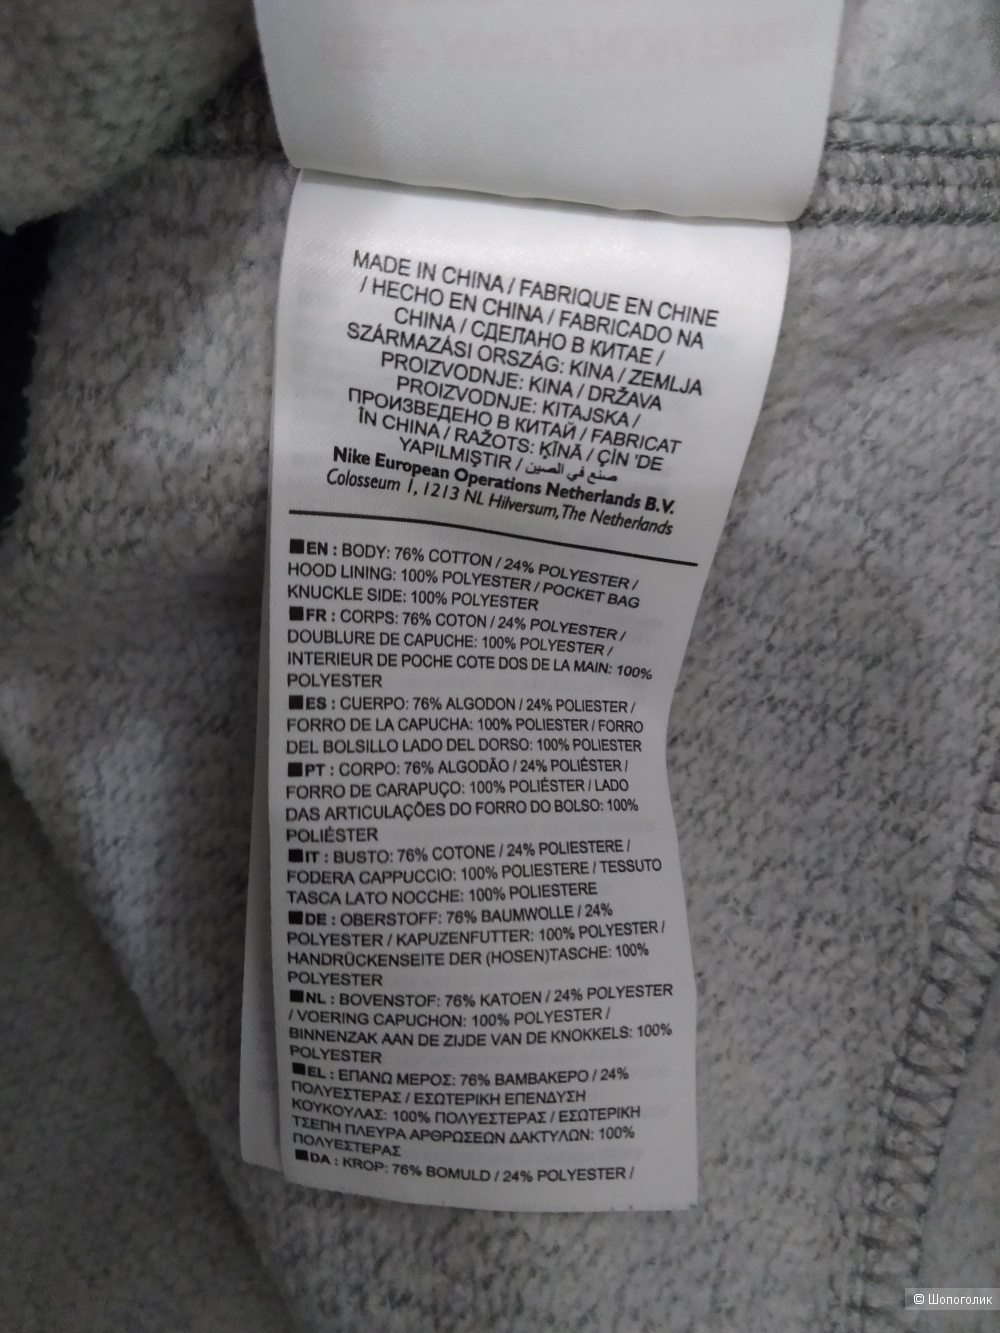 MADE IN CHINA / FABRIQUE EN CHINE
/ HECHO EN CHINA / FABRICADO NA
CHINA / СДЕЛАНО В КИТАЕ /
SZÁRMAZÁSI ORSZÁG: KINA / ZEMLJA
PROIZVODNJE: KINA / DRŽAVA
PROIZVODNJE: KITAJSKA /
ПРОИЗВЕДЕНО В КИТАЙ / FABRICAT
ÎN CHINA / RAŽOTS: ĶĪNĀ / ÇİN 'DE
YAPILMIŞTIR / صنع في الصين
Nike European Operations Netherlands B.V.
Colosseum 1, 1213 NL Hilversum, The Netherlands
EN : BODY: 76% COTTON / 24% POLYESTER /
HOOD LINING: 100% POLYESTER / POCKET BAG
KNUCKLE SIDE: 100% POLYESTER
FR : CORPS: 76% COTON / 24% POLYESTER /
DOUBLURE DE CAPUCHE: 100% POLYESTER /
INTERIEUR DE POCHE COTE DOS DE LA MAIN: 100%
POLYESTER
ES : CUERPO: 76% ALGODON / 24% POLIESTER /
FORRO DE LA CAPUCHA: 100% POLIESTER / FORRO
DEL BOLSILLO LADO DEL DORSO: 100% POLIESTER
PT : CORPO: 76% ALGODÃO / 24% POLIÉSTER /
FORRO DE CARAPUÇO: 100% POLIÉSTER / LADO
DAS ARTICULAÇÕES DO FORRO DO BOLSO: 100%
POLIÉSTER
IT : BUSTO: 76% COTONE / 24% POLIESTERE /
FODERA CAPPUCCIO: 100% POLIESTERE / TESSUTO
TASCA LATO NOCCHE: 100% POLIESTERE
DE : OBERSTOFF: 76% BAUMWOLLE / 24%
POLYESTER / KAPUZENFUTTER: 100% POLYESTER /
HANDRÜCKENSEITE DER (HOSEN)TASCHE: 100%
POLYESTER
NL : BOVENSTOF: 76% KATOEN / 24% POLYESTER
/ VOERING CAPUCHON: 100% POLYESTER /
BINNENZAK AAN DE ZIJDE VAN DE KNOKKELS: 100%
POLYESTER
EL : ΕΠΑΝΩ ΜΕΡΟΣ: 76% ΒΑΜΒΑΚΕΡΟ / 24%
ΠΟΛΥΕΣΤΕΡΑΣ / ΕΣΩΤΕΡΙΚΗ ΕΠΕΝΔΥΣΗ
ΚΟΥΚΟΥΛΑΣ: 100% ΠΟΛΥΕΣΤΕΡΑΣ / ΕΣΩΤΕΡΙΚΗ
ΤΣΕΠΗ ΠΛΕΥΡΑ ΑΡΘΡΩΣΕΩΝ ΔΑΚΤΥΛΩΝ: 100%
ΠΟΛΥΕΣΤΕΡΑΣ
DA : KROP: 76% BOMULD / 24% POLYESTER /
© Шопоголик